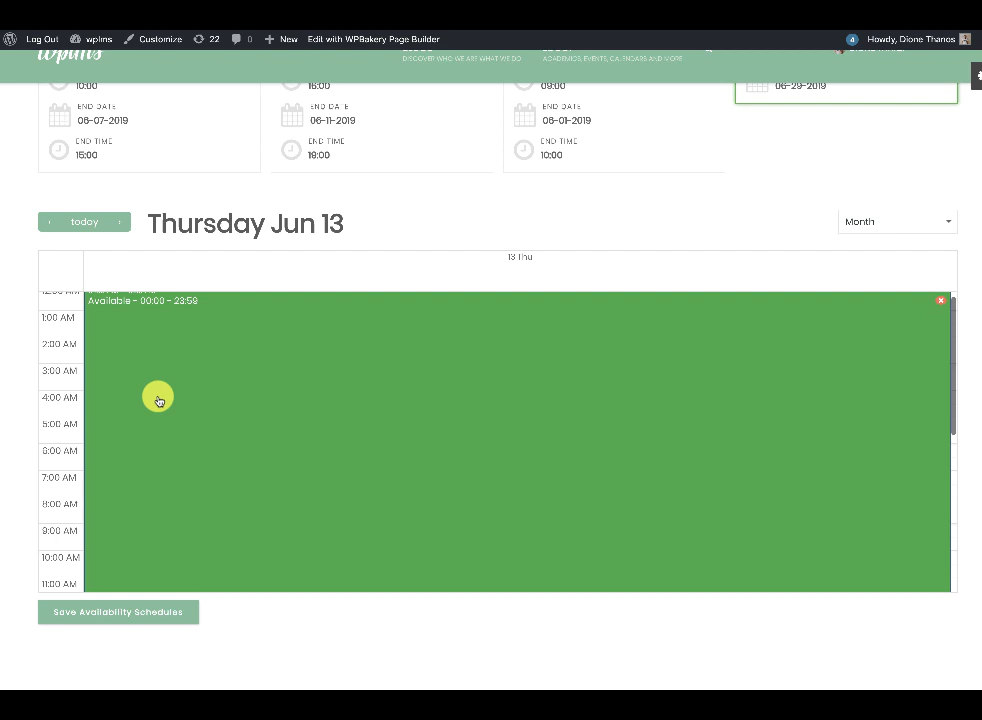 Log Out wplms Customize 22 0 New Edit with WPBakery Page Builder 4 Howdy, Dione Thanos
wplms
DISCOVER WHO WE ARE WHAT WE DO ACADEMICS, EVENTS, CALENDARS AND MORE
10:00 16:00 09:00 06-29-2019
END DATE END DATE END DATE
06-07-2019 06-11-2019 06-01-2019
END TIME END TIME END TIME
15:00 19:00 10:00
‹ today › Thursday Jun 13 Month
13 Thu
12:00 AM
Available - 00:00 - 23:59
1:00 AM
2:00 AM
3:00 AM
4:00 AM
5:00 AM
6:00 AM
7:00 AM
8:00 AM
9:00 AM
10:00 AM
11:00 AM
Save Availability Schedules